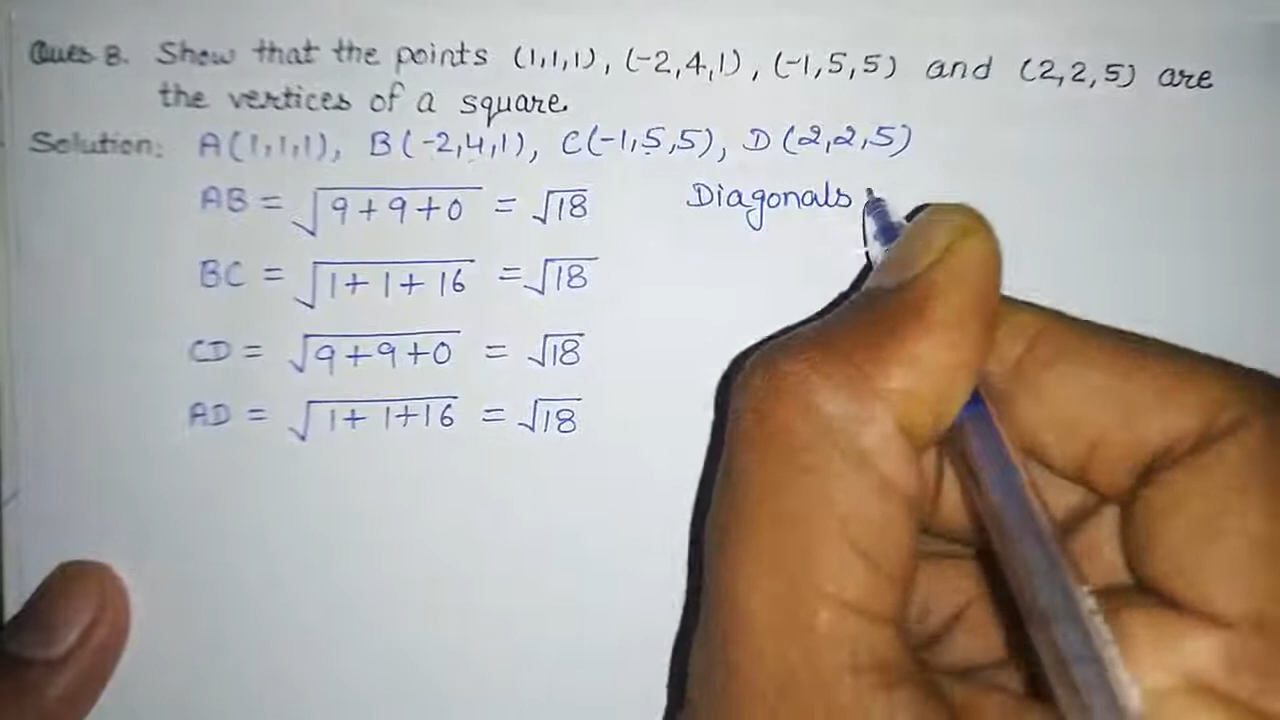 Ques 8. Show that the points (1,1,1), (-2,4,1), (-1,5,5) and (2,2,5) are
the vertices of a square.
Solution: A(1,1,1), B(-2,4,1), C(-1,5,5), D(2,2,5)
AB = √9+9+0 = √18
BC = √1+1+16 = √18
CD = √9+9+0 = √18
AD = √1+1+16 = √18
Diagonals